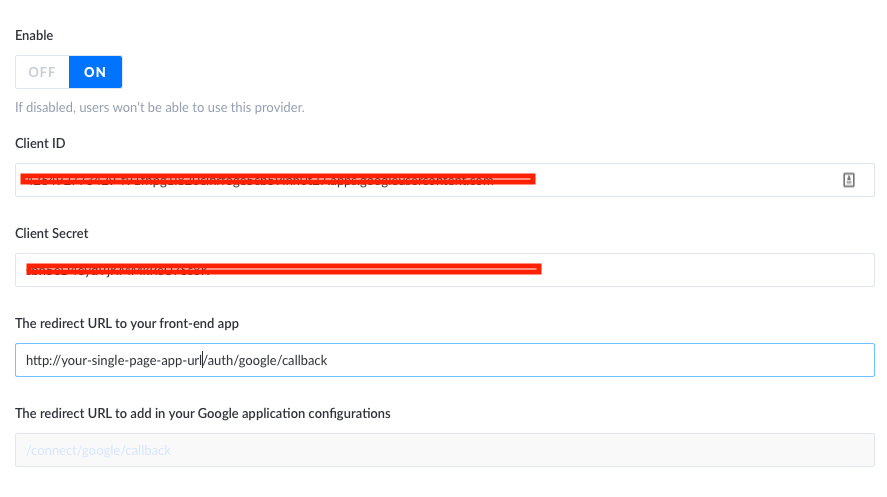 Enable
OFF ON
If disabled, users won't be able to use this provider.
Client ID
Client Secret
The redirect URL to your front-end app
http://your-single-page-app-url/auth/google/callback
The redirect URL to add in your Google application configurations
/connect/google/callback